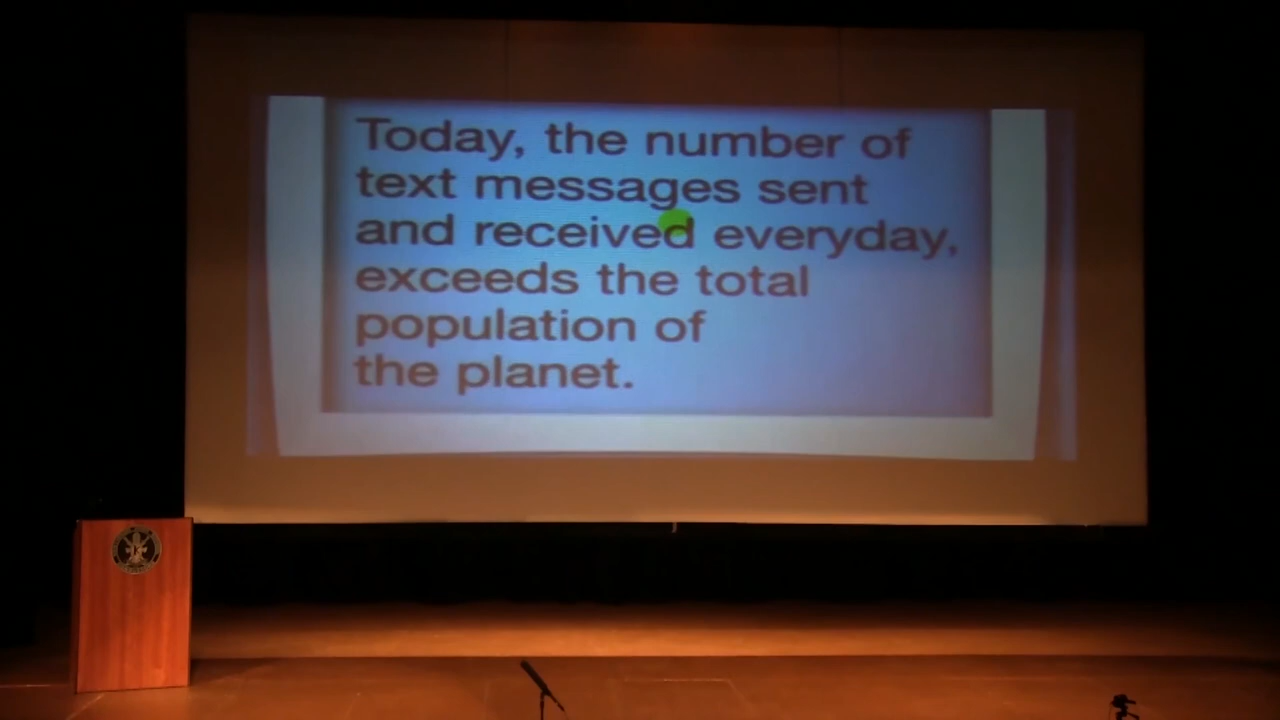 Today, the number of
text messages sent
and received everyday,
exceeds the total
population of
the planet.